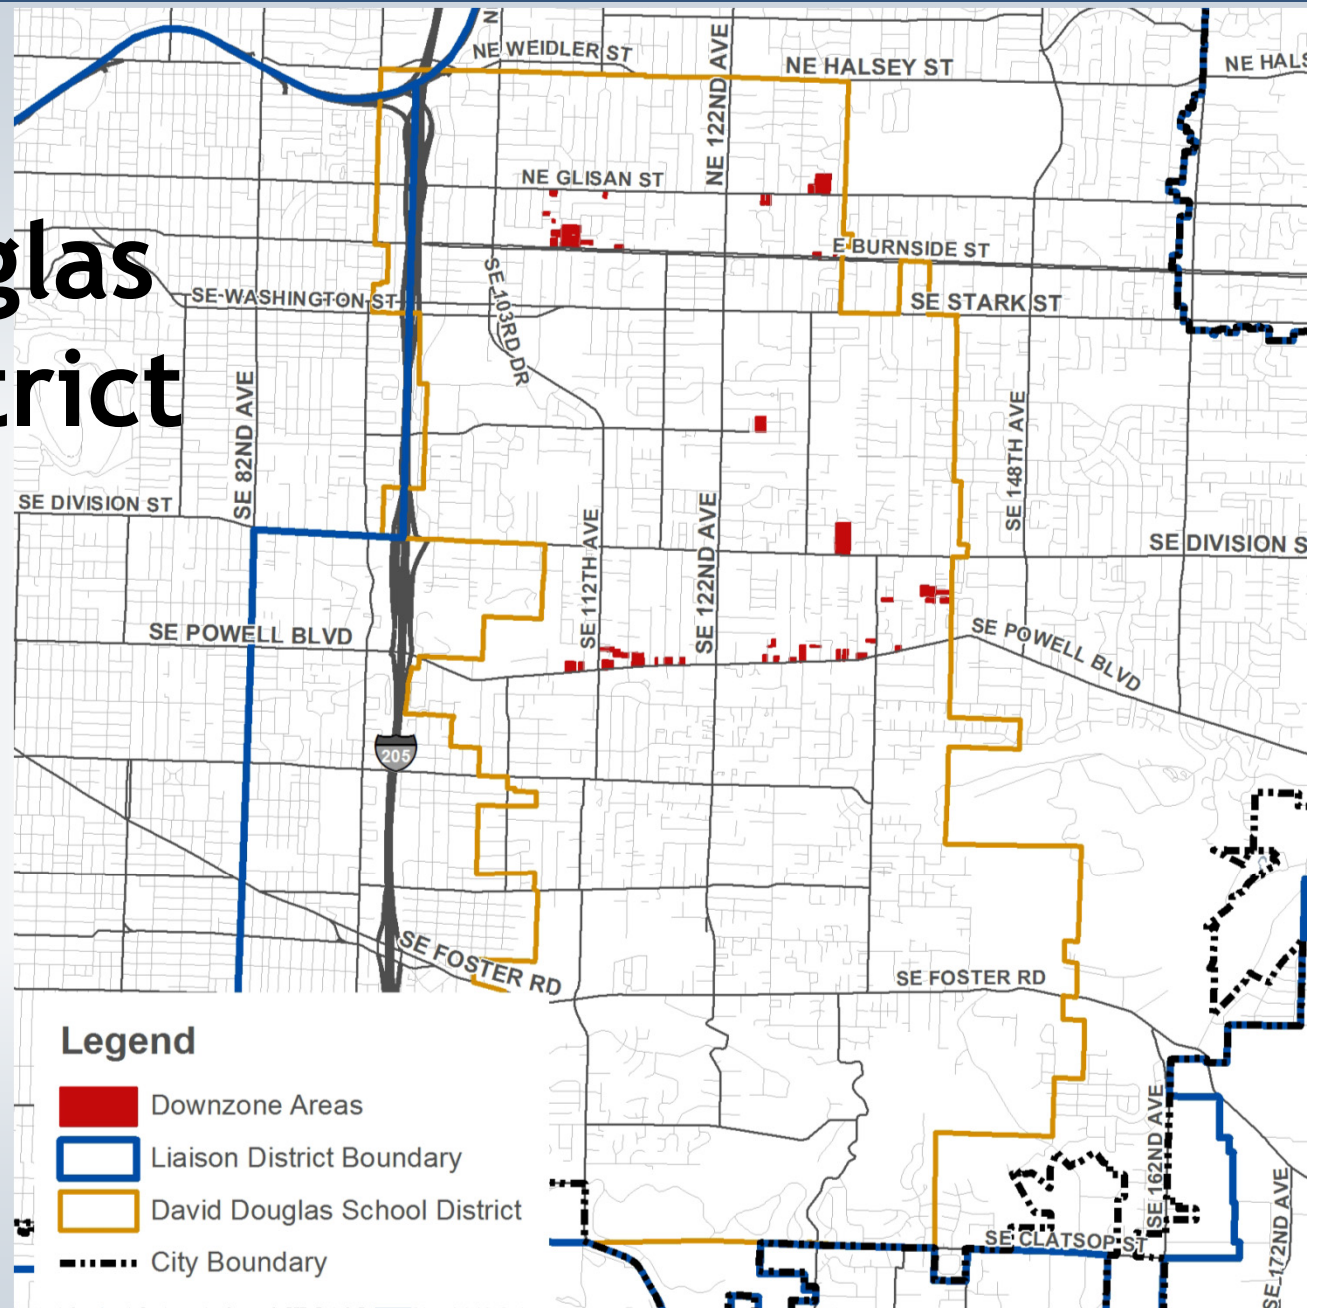 NE WEIDLER ST
NE HALSEY ST
NE 122ND AVE
NE GLISAN ST
glas
E BURNSIDE ST
SE WASHINGTON ST
SE 103RD DR
SE STARK ST
trict
SE 82ND AVE
SE 148TH AVE
SE DIVISION ST
SE 112TH AVE
SE 122ND AVE
SE DIVISION S
SE POWELL BLVD
SE POWELL BLVD
205
SE FOSTER RD
SE FOSTER RD
Legend
Downzone Areas
Liaison District Boundary
David Douglas School District
City Boundary
SE 162ND AVE
SE CLATSOP ST
SE 172ND AVE